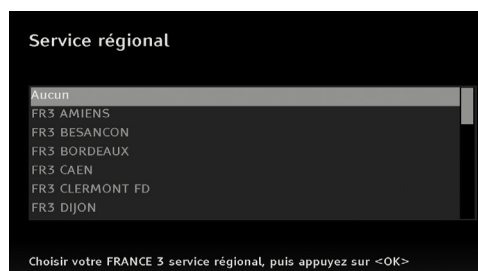 Service régional
Aucun
FR3 AMIENS
FR3 BESANCON
FR3 BORDEAUX
FR3 CAEN
FR3 CLERMONT FD
FR3 DIJON
Choisir votre FRANCE 3 service régional, puis appuyez sur <OK>